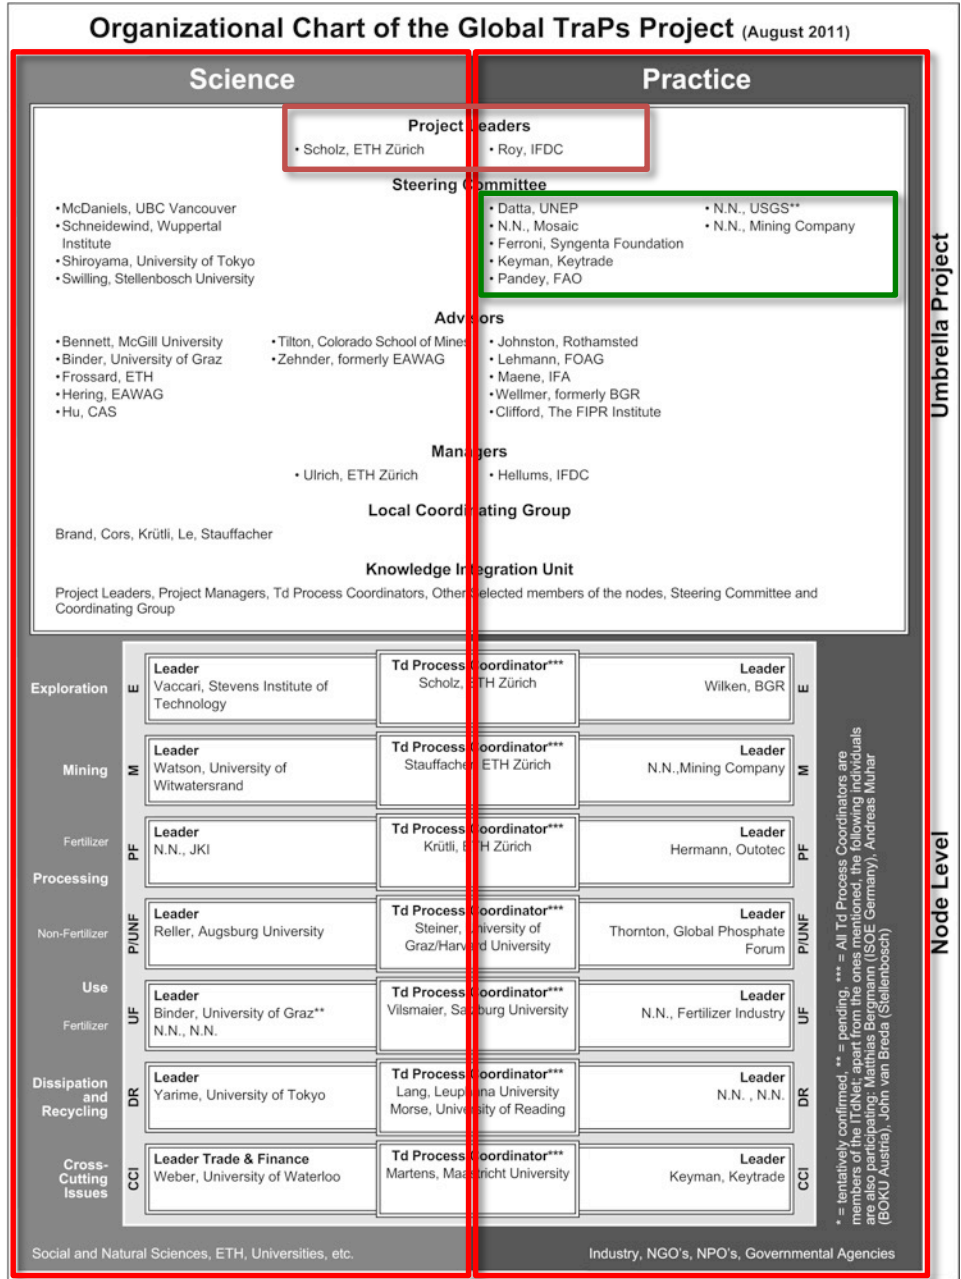 Organizational Chart of the Global TraPs Project (August 2011)
Science
Practice
Project Leaders
• Scholz, ETH Zürich
• Roy, IFDC
Steering Committee
• McDaniels, UBC Vancouver
• Schneidewind, Wuppertal
Institute
• Shiroyama, University of Tokyo
• Swilling, Stellenbosch University
• Datta, UNEP
• N.N., Mosaic
• Ferroni, Syngenta Foundation
• Keyman, Keytrade
• Pandey, FAO
• N.N., USGS**
• N.N., Mining Company
Advisors
• Bennett, McGill University
• Binder, University of Graz
• Frossard, ETH
• Hering, EAWAG
• Hu, CAS
• Tilton, Colorado School of Mines
• Zehnder, formerly EAWAG
• Johnston, Rothamsted
• Lehmann, FOAG
• Maene, IFA
• Wellmer, formerly BGR
• Clifford, The FIPR Institute
Managers
• Ulrich, ETH Zürich
• Hellums, IFDC
Local Coordinating Group
Brand, Cors, Krütli, Le, Stauffacher
Knowledge Integration Unit
Project Leaders, Project Managers, Td Process Coordinators, Other Selected members of the nodes, Steering Committee and
Coordinating Group
Umbrella Project
Exploration
E
Leader
Vaccari, Stevens Institute of
Technology
Td Process Coordinator***
Scholz, ETH Zürich
Leader
Wilken, BGR
E
Mining
M
Leader
Watson, University of
Witwatersrand
Td Process Coordinator***
Stauffacher, ETH Zürich
Leader
N.N.,Mining Company
M
Fertilizer
Processing
PF
Leader
N.N., JKI
Td Process Coordinator***
Krütli, ETH Zürich
Leader
Hermann, Outotec
PF
Non-Fertilizer
P/UNF
Leader
Reller, Augsburg University
Td Process Coordinator***
Steiner, University of
Graz/Harvard University
Leader
Thornton, Global Phosphate
Forum
P/UNF
Use
Fertilizer
UF
Leader
Binder, University of Graz**
N.N., N.N.
Td Process Coordinator***
Vilsmaier, Salzburg University
Leader
N.N., Fertilizer Industry
UF
Dissipation
and
Recycling
DR
Leader
Yarime, University of Tokyo
Td Process Coordinator***
Lang, Leuphana University
Morse, University of Reading
Leader
N.N. , N.N.
DR
Cross-
Cutting
Issues
CCI
Leader Trade & Finance
Weber, University of Waterloo
Td Process Coordinator***
Martens, Maastricht University
Leader
Keyman, Keytrade
CCI
* = tentatively confirmed, ** = pending, *** = All Td Process Coordinators are
members of the ITdNet; apart from the ones mentioned, the following individuals
are also participating: Matthias Bergmann (ISOE Germany), Andreas Muhar
(BOKU Austria), John van Breda (Stellenbosch)
Node Level
Social and Natural Sciences, ETH, Universities, etc.
Industry, NGO's, NPO's, Governmental Agencies